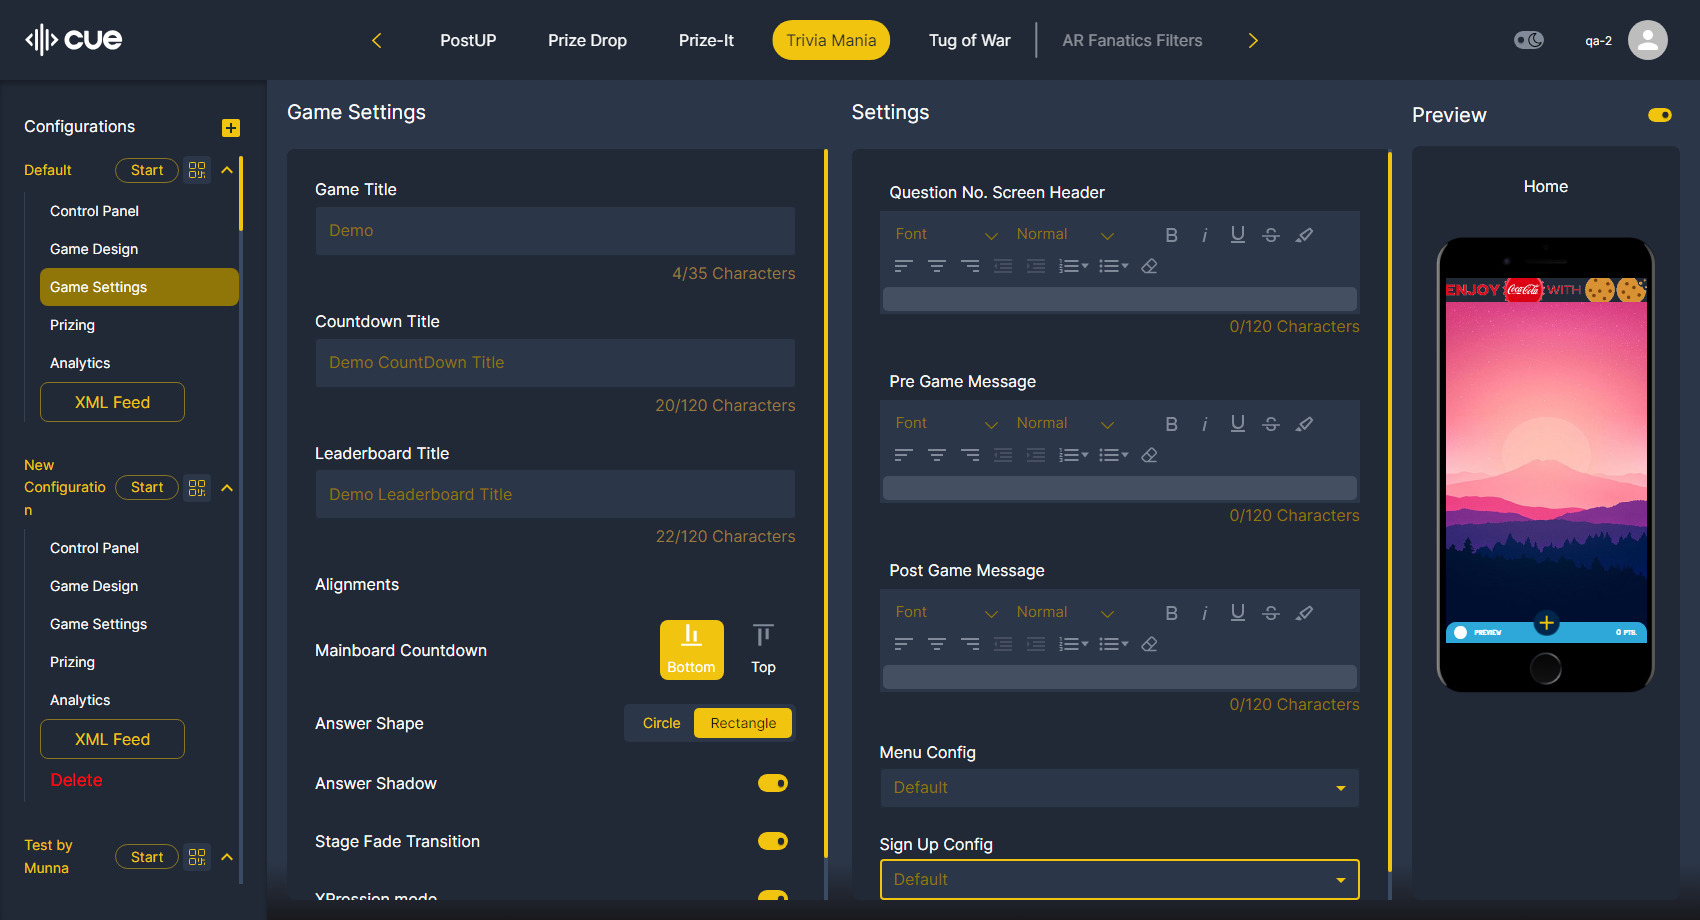 cue
PostUP
Prize Drop
Prize-It
Trivia Mania
Tug of War
AR Fanatics Filters
qa-2
Configurations
Default
Start
Control Panel
Game Design
Game Settings
Prizing
Analytics
XML Feed
New
Configuratio
n
Start
Control Panel
Game Design
Game Settings
Prizing
Analytics
XML Feed
Delete
Test by
Munna
Start
Game Settings
Game Title
Demo
4/35 Characters
Countdown Title
Demo CountDown Title
20/120 Characters
Leaderboard Title
Demo Leaderboard Title
22/120 Characters
Alignments
Mainboard Countdown
Bottom
Top
Answer Shape
Circle
Rectangle
Answer Shadow
Stage Fade Transition
XPression mode
Settings
Question No. Screen Header
Font
Normal
B i U S
0/120 Characters
Pre Game Message
Font
Normal
B i U S
0/120 Characters
Post Game Message
Font
Normal
B i U S
0/120 Characters
Menu Config
Default
Sign Up Config
Default
Preview
Home
ENJOY Coca-Cola WITH
PREVIEW
0 PTS.